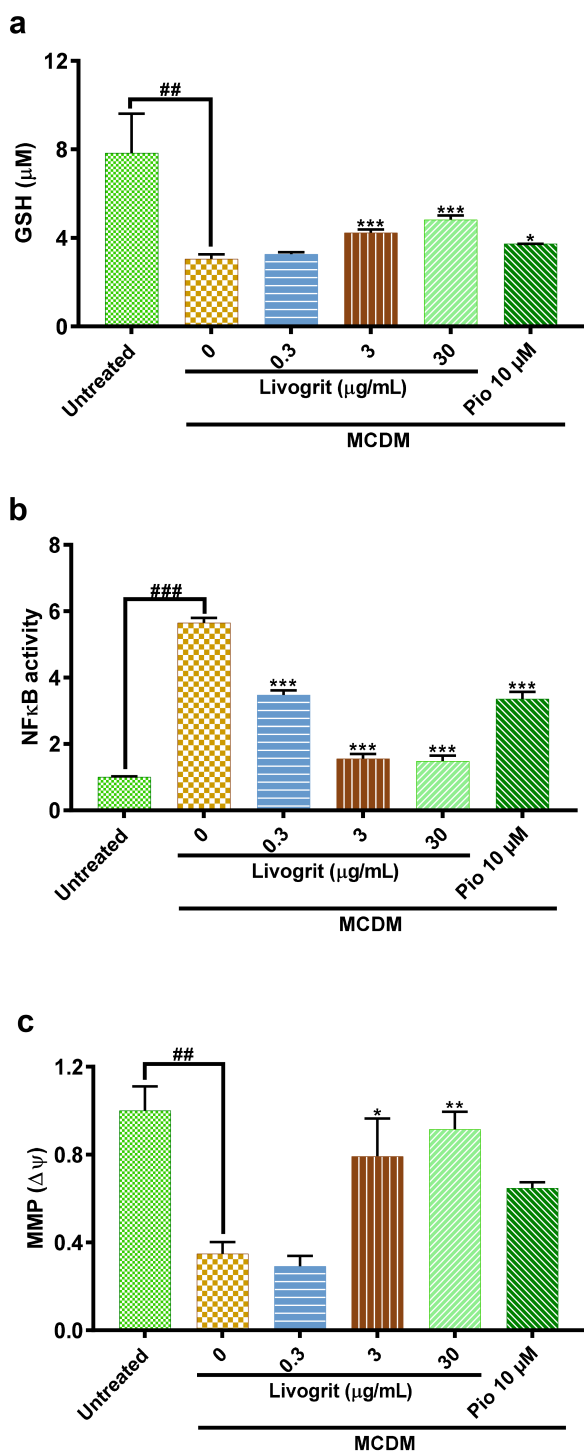 a
12
8
4
0
GSH (μM)
##
***
***
*
Untreated
0
0.3
3
30
Pio 10 μM
Livogrit (μg/mL)
MCDM
b
8
6
4
2
0
NFκB activity
###
***
***
***
***
Untreated
0
0.3
3
30
Pio 10 μM
Livogrit (μg/mL)
MCDM
c
1.2
0.8
0.4
0.0
MMP (Δψ)
##
*
**
Untreated
0
0.3
3
30
Pio 10 μM
Livogrit (μg/mL)
MCDM